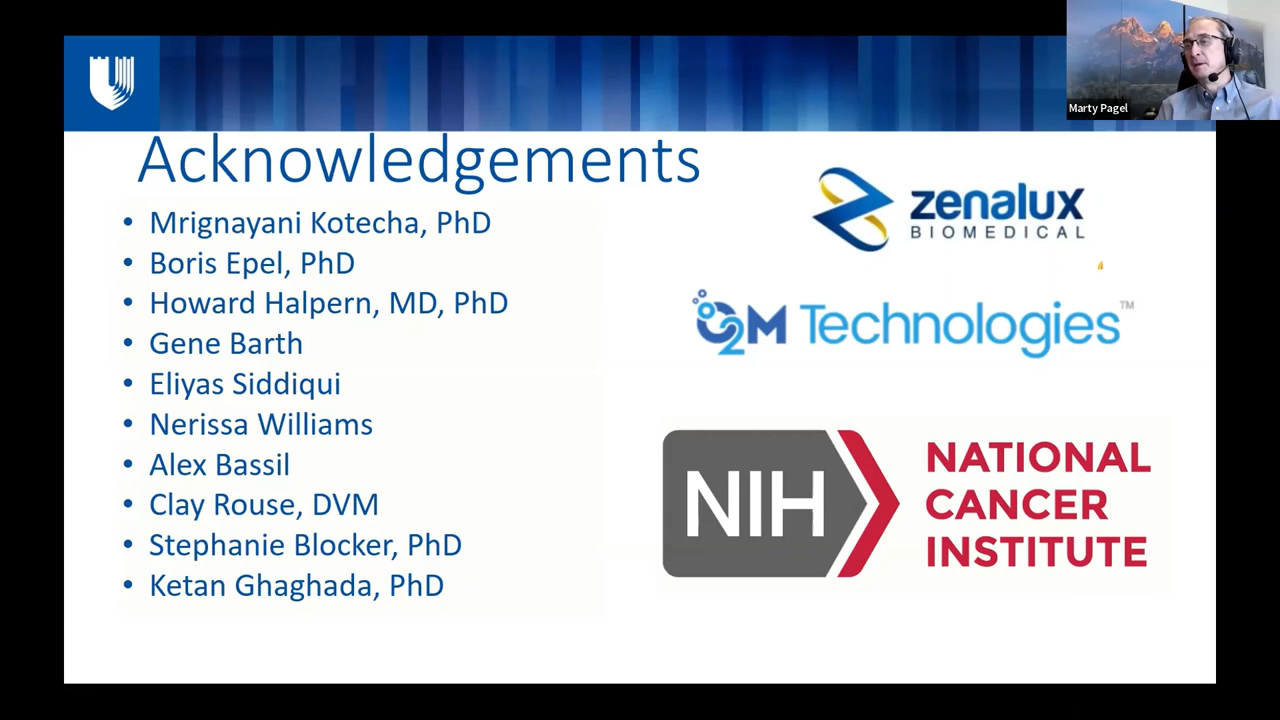 Marty Pagel
Acknowledgements
• Mrignayani Kotecha, PhD
• Boris Epel, PhD
• Howard Halpern, MD, PhD
• Gene Barth
• Eliyas Siddiqui
• Nerissa Williams
• Alex Bassil
• Clay Rouse, DVM
• Stephanie Blocker, PhD
• Ketan Ghaghada, PhD
zenalux
BIOMEDICAL
O2M Technologies™
NIH
NATIONAL
CANCER
INSTITUTE